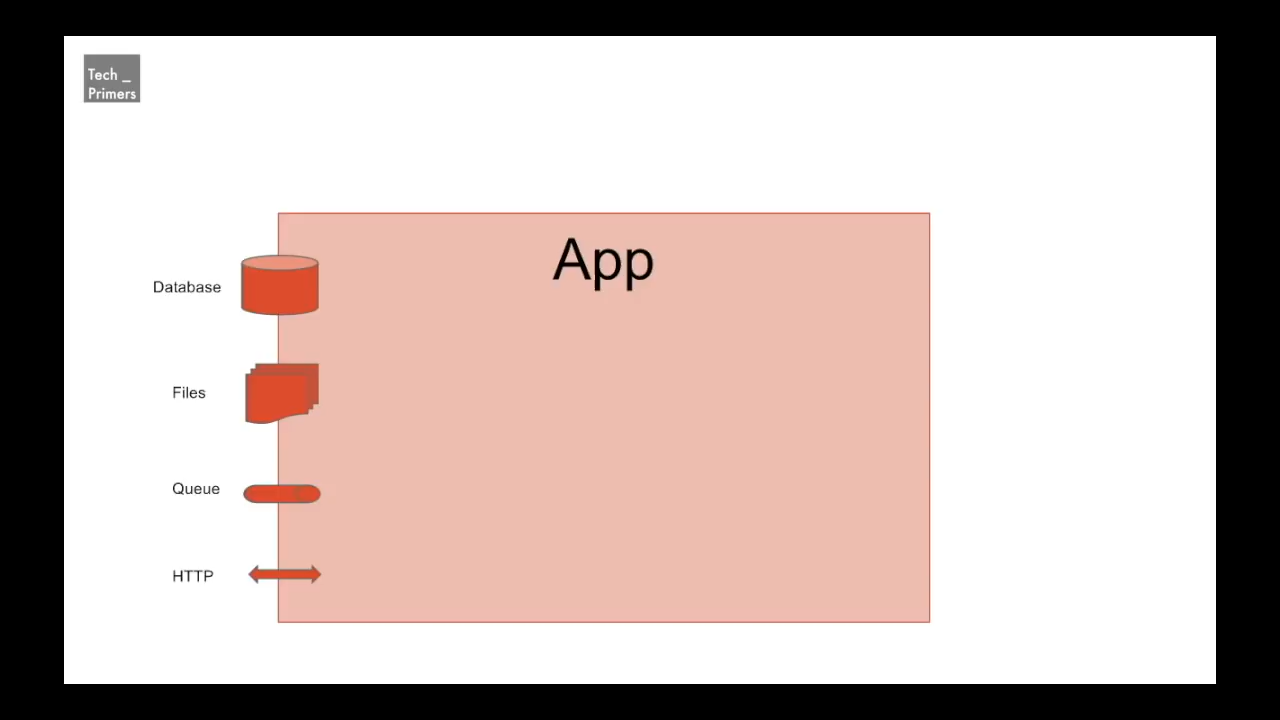 Tech _
Primers
App
Database
Files
Queue
HTTP